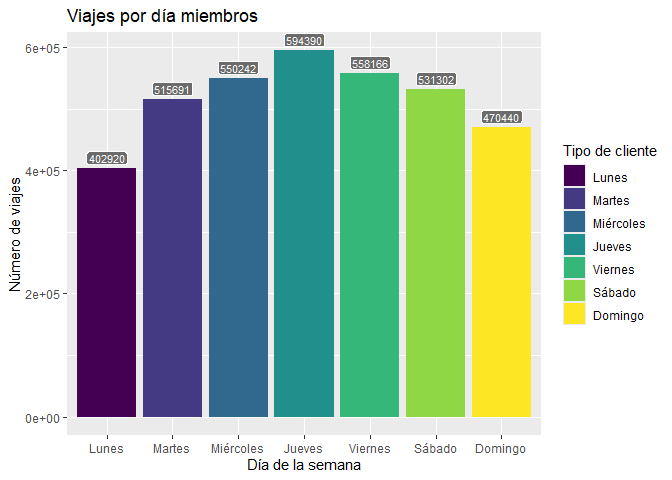 Viajes por día miembros
Número de viajes
6e+05
4e+05
2e+05
0e+00
402920
515691
550242
594390
558166
531302
470440
Lunes
Martes
Miércoles
Jueves
Viernes
Sábado
Domingo
Día de la semana
Tipo de cliente
Lunes
Martes
Miércoles
Jueves
Viernes
Sábado
Domingo